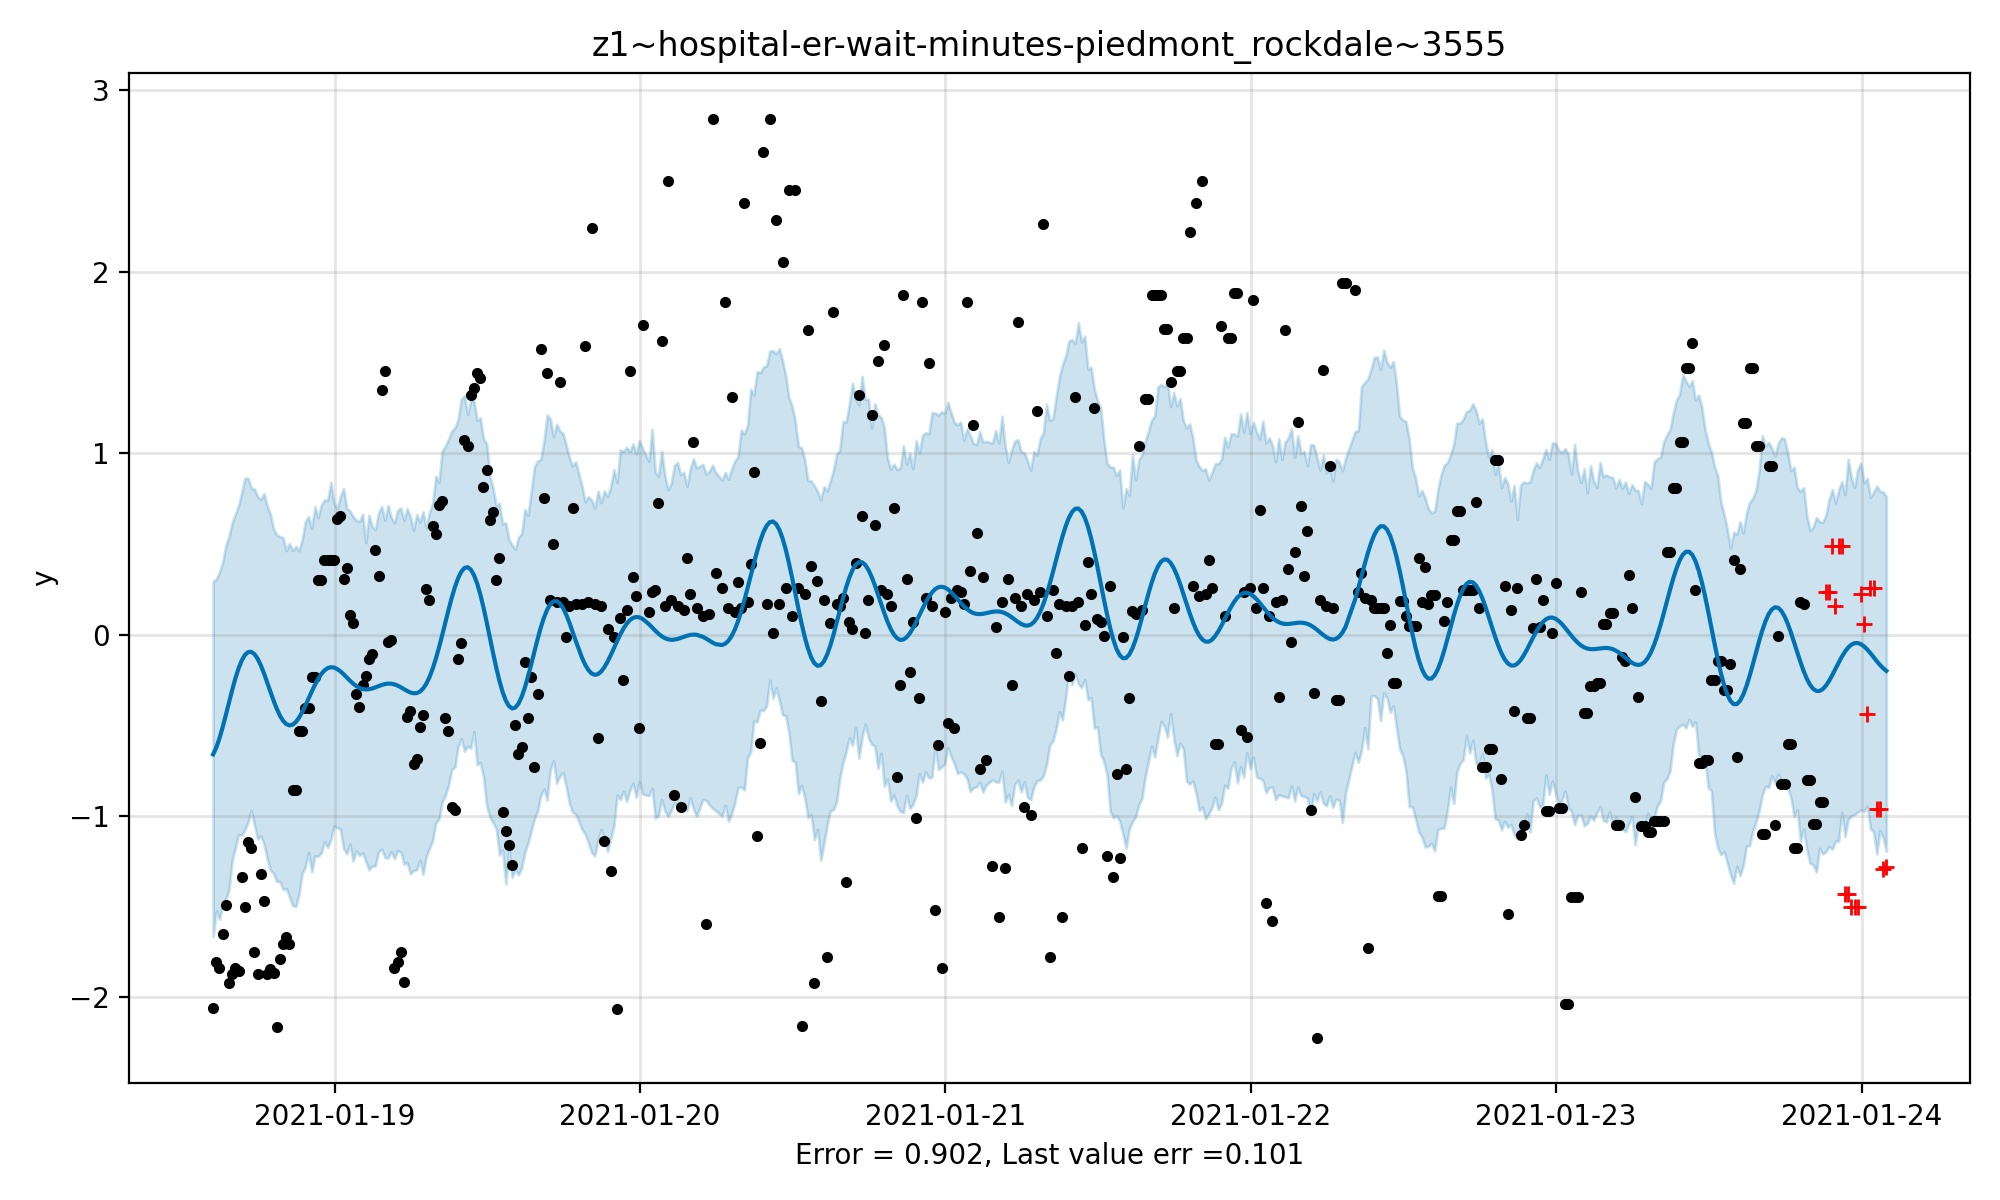 z1~hospital-er-wait-minutes-piedmont_rockdale~3555
3
2
1
0
−1
−2
y
2021-01-19 2021-01-20 2021-01-21 2021-01-22 2021-01-23 2021-01-24
Error = 0.902, Last value err =0.101